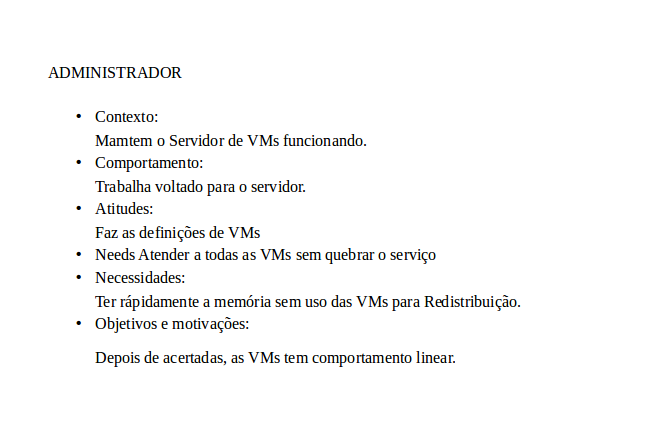 ADMINISTRADOR
• Contexto:
Mamtem o Servidor de VMs funcionando.
• Comportamento:
Trabalha voltado para o servidor.
• Atitudes:
Faz as definições de VMs
• Needs Atender a todas as VMs sem quebrar o serviço
• Necessidades:
Ter rápidamente a memória sem uso das VMs para Redistribuição.
• Objetivos e motivações:
Depois de acertadas, as VMs tem comportamento linear.